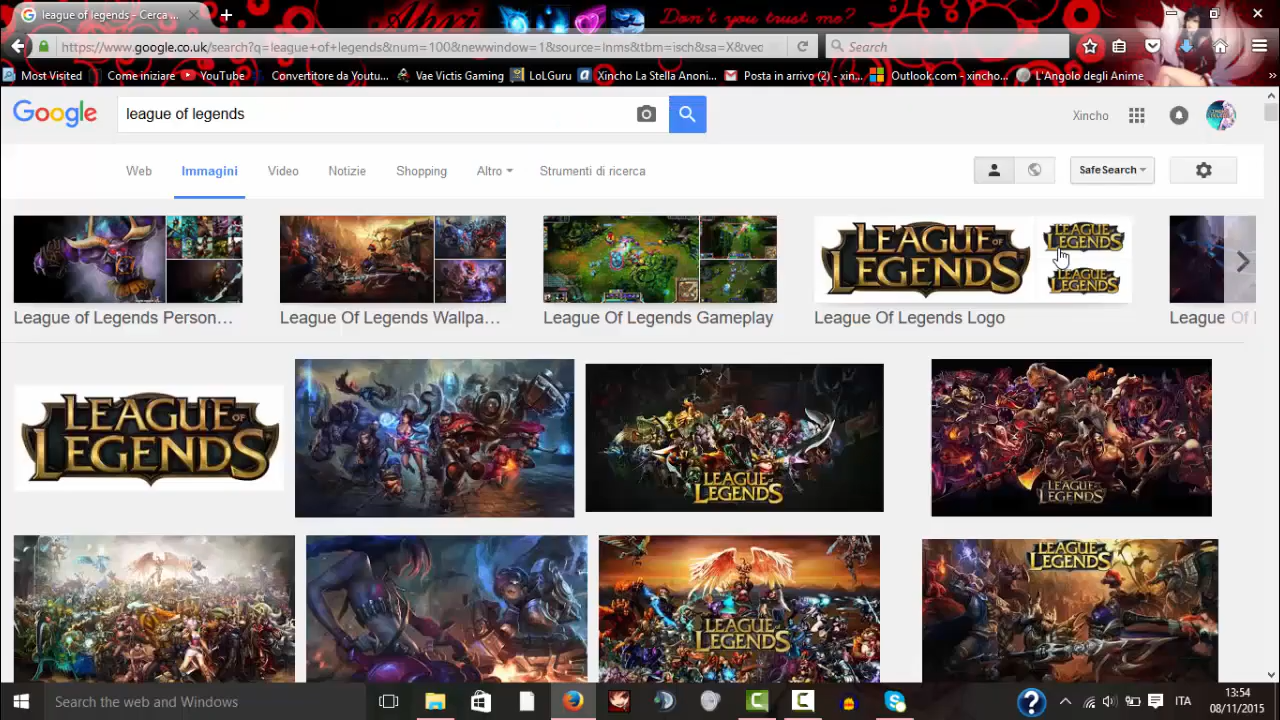 league of legends - Cerca ...
Don't you trust me?
https://www.google.co.uk/search?q=league+of+legends&num=100&newwindow=1&source=lnms&tbm=isch&sa=X&vec
Search
Most Visited
Come iniziare
YouTube
Convertitore da Youtu...
Vae Victis Gaming
LoLGuru
Xincho La Stella Anoni...
Posta in arrivo (2) - xin...
Outlook.com - xincho...
L'Angolo degli Anime
Google
league of legends
Xincho
Web
Immagini
Video
Notizie
Shopping
Altro
Strumenti di ricerca
SafeSearch
LEAGUE OF
LEGENDS
LEAGUE OF
LEGENDS
LEAGUE OF
LEGENDS
League of Legends Person...
League Of Legends Wallpa...
League Of Legends Gameplay
League Of Legends Logo
League Of
LEAGUE OF
LEGENDS
LEAGUE OF
LEGENDS
LEAGUE OF
LEGENDS
LEAGUE OF
LEGENDS
LEAGUE OF
LEGENDS
Search the web and Windows
ITA
13:54
08/11/2015